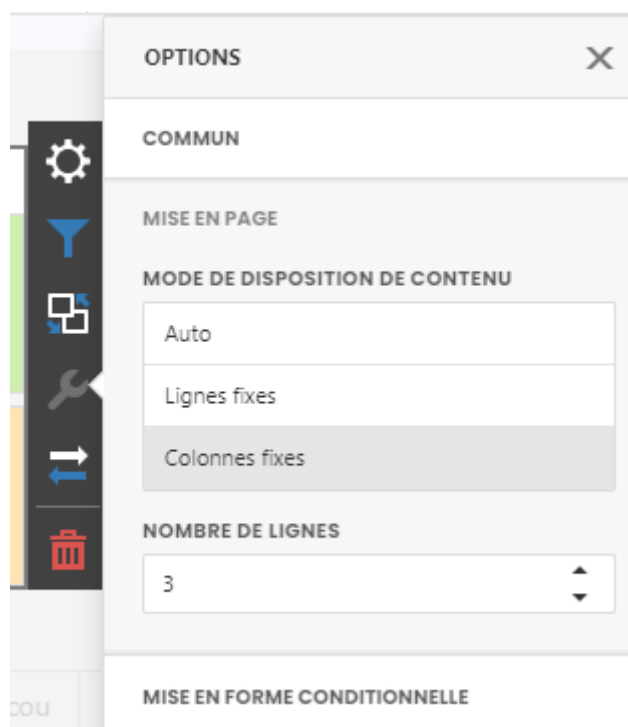 OPTIONS
COMMUN
MISE EN PAGE
MODE DE DISPOSITION DE CONTENU
Auto
Lignes fixes
Colonnes fixes
NOMBRE DE LIGNES
3
MISE EN FORME CONDITIONNELLE
cou